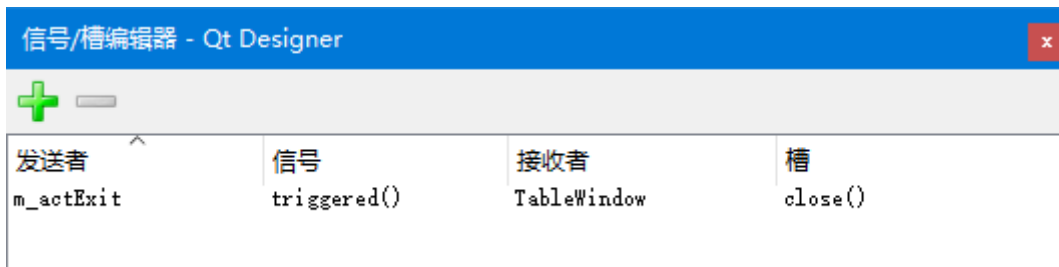 信号/槽编辑器 - Qt Designer
x
发送者 信号 接收者 槽
m_actExit triggered() TableWindow close()